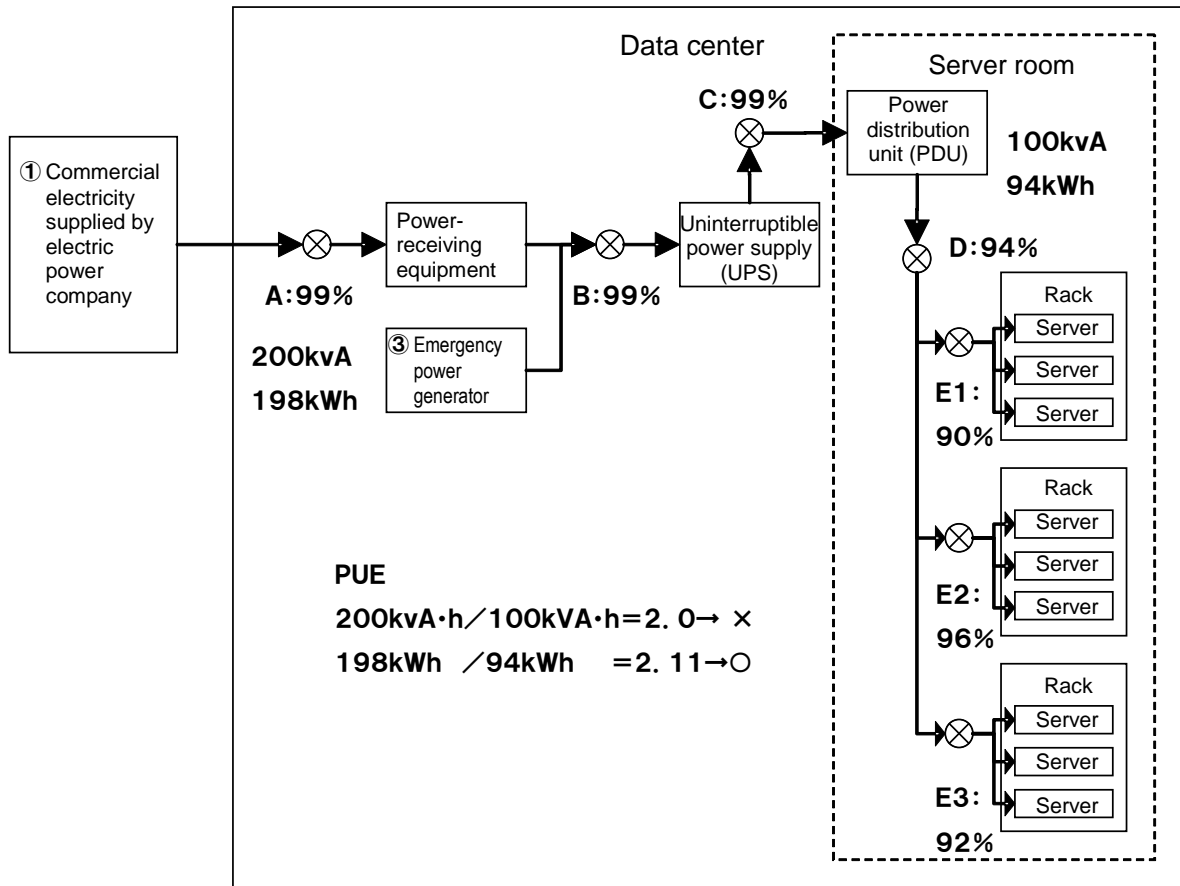 Data center
Server room
① Commercial
electricity
supplied by
electric
power
company
A:99%
200kvA
198kWh
Power-
receiving
equipment
③ Emergency
power
generator
B:99%
Uninterruptible
power supply
(UPS)
C:99%
Power
distribution
unit (PDU)
100kvA
94kWh
D:94%
Rack
Server
Server
Server
E1:
90%
Rack
Server
Server
Server
E2:
96%
Rack
Server
Server
Server
E3:
92%
PUE
200kvA・h/100kVA・h=2. 0→ ×
198kWh /94kWh =2. 11→○